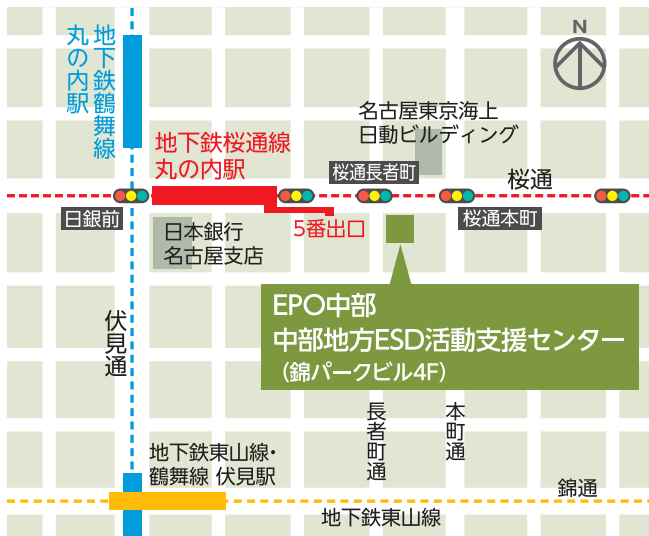 N
地下鉄鶴舞線
丸の内駅
名古屋東京海上
日動ビルディング
地下鉄桜通線
丸の内駅
桜通長者町
桜通
日銀前
桜通本町
5番出口
日本銀行
名古屋支店
EPO中部
中部地方ESD活動支援センター
（錦パークビル4F）
伏見通
長者町通
本町通
地下鉄東山線・
鶴舞線 伏見駅
錦通
地下鉄東山線